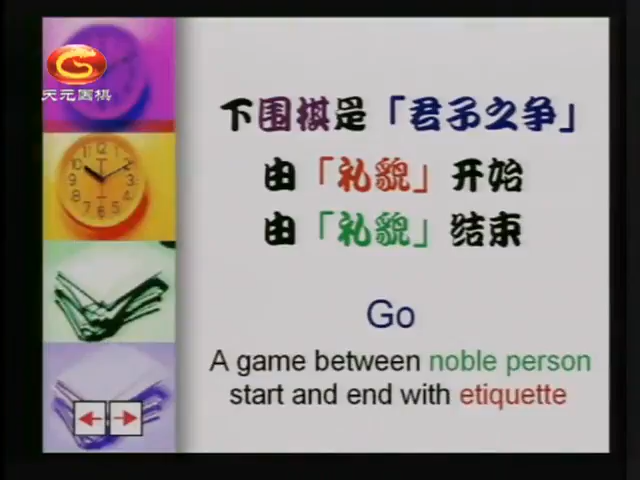 天元围棋
下围棋是「君子之争」
由「礼貌」开始
由「礼貌」结束
Go
A game between noble person
start and end with etiquette